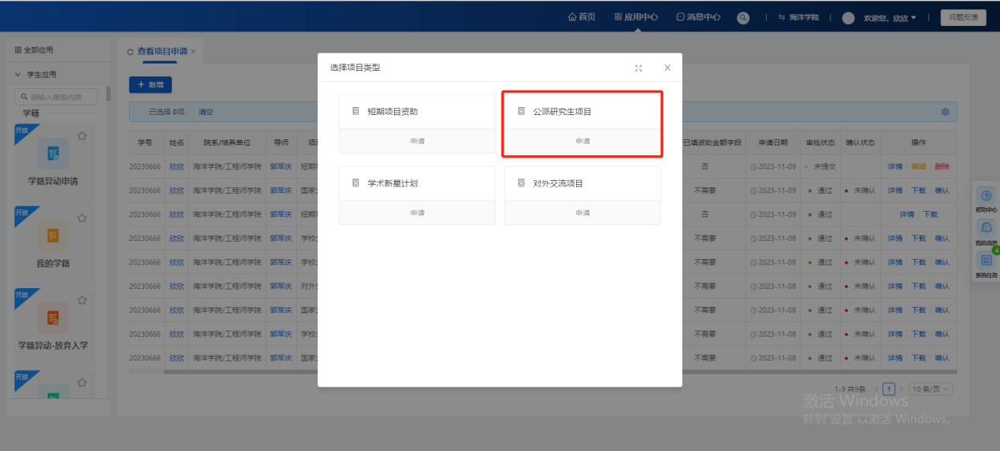 首页 应用中心 消息中心 海洋学院 欢迎您，欣欣 问题反馈
全部应用
查看项目申请
学生应用
请输入搜索内容
学籍
开放
学籍异动申请
开放
我的学籍
开放
学籍异动-放弃入学
开放
+ 新增
已选择 0项 清空
学号 姓名 院系/培养单位 导师 已填资助金额字段 申请日期 审批状态 确认状态 操作
20230666 欣欣 海洋学院/工程师学院 郭军庆 短期 否 2023-11-09 未提交 详情 编辑 删除
20230666 欣欣 海洋学院/工程师学院 郭军庆 国家 不需要 2023-11-09 通过 未确认 详情 下载 确认
20230666 欣欣 海洋学院/工程师学院 郭军庆 短期 否 2023-11-09 通过 详情 下载
20230666 欣欣 海洋学院/工程师学院 郭军庆 学校 不需要 2023-11-08 通过 未确认 详情 下载 确认
20230666 欣欣 海洋学院/工程师学院 郭军庆 学校 不需要 2023-11-08 通过 未确认 详情 下载 确认
20230666 欣欣 海洋学院/工程师学院 郭军庆 对外 不需要 2023-11-08 通过 未确认 详情 下载 确认
20230666 欣欣 海洋学院/工程师学院 郭军庆 国家 不需要 2023-11-08 通过 未确认 详情 下载 确认
20230666 欣欣 海洋学院/工程师学院 郭军庆 学校 不需要 2023-11-08 通过 未确认 详情 下载 确认
20230666 欣欣 海洋学院/工程师学院 郭军庆 国家 不需要 2023-11-08 通过 未确认 详情 下载 确认
1-9 共9条 1 10 条/页
选择项目类型
短期项目资助 公派研究生项目
申请 申请
学术新星计划 对外交流项目
申请 申请
帮助中心
我的消息
4
系统任务
激活 Windows
转到"设置"以激活 Windows。